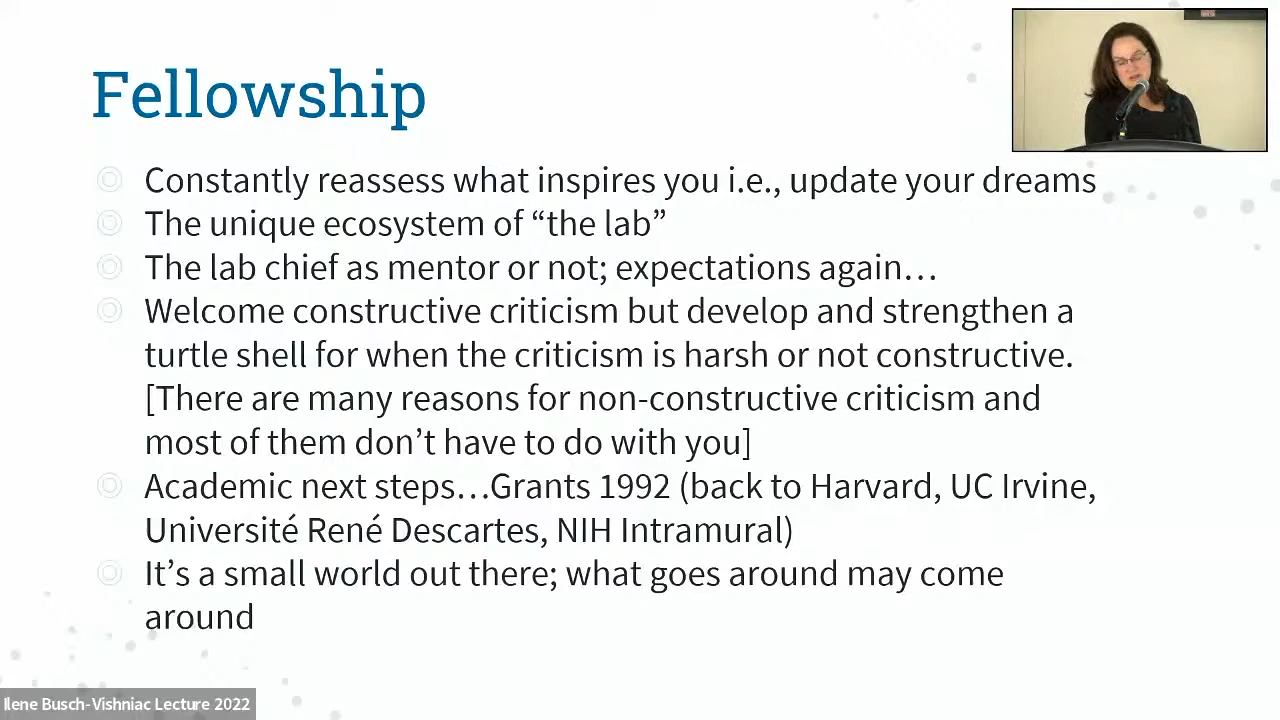 Fellowship
Constantly reassess what inspires you i.e., update your dreams
The unique ecosystem of “the lab”
The lab chief as mentor or not; expectations again…
Welcome constructive criticism but develop and strengthen a
turtle shell for when the criticism is harsh or not constructive.
[There are many reasons for non-constructive criticism and
most of them don’t have to do with you]
Academic next steps…Grants 1992 (back to Harvard, UC Irvine,
Université René Descartes, NIH Intramural)
It’s a small world out there; what goes around may come
around
Ilene Busch-Vishniac Lecture 2022